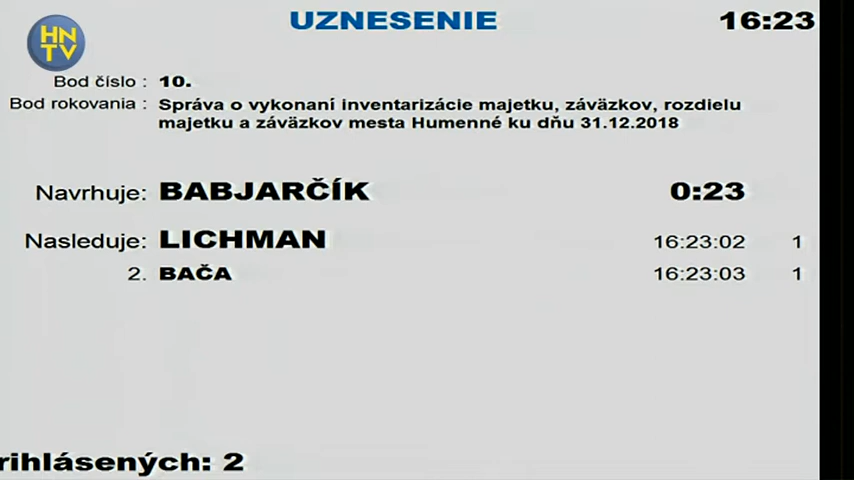 HN
TV
UZNESENIE 16:23
Bod číslo : 10.
Bod rokovania : Správa o vykonaní inventarizácie majetku, záväzkov, rozdielu
majetku a záväzkov mesta Humenné ku dňu 31.12.2018
Navrhuje: BABJARČÍK 0:23
Nasleduje: LICHMAN 16:23:02 1
2. BAČA 16:23:03 1
rihlásených: 2